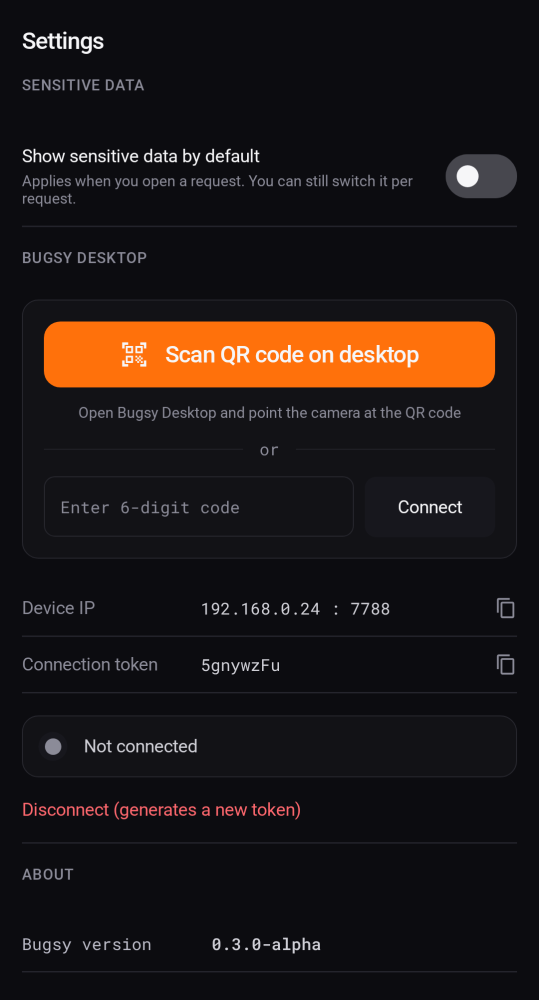 Settings
SENSITIVE DATA
Show sensitive data by default
Applies when you open a request. You can still switch it per
request.
BUGSY DESKTOP
Scan QR code on desktop
Open Bugsy Desktop and point the camera at the QR code
or
Enter 6-digit code
Connect
Device IP 192.168.0.24 : 7788
Connection token 5gnywzFu
Not connected
Disconnect (generates a new token)
ABOUT
Bugsy version 0.3.0-alpha